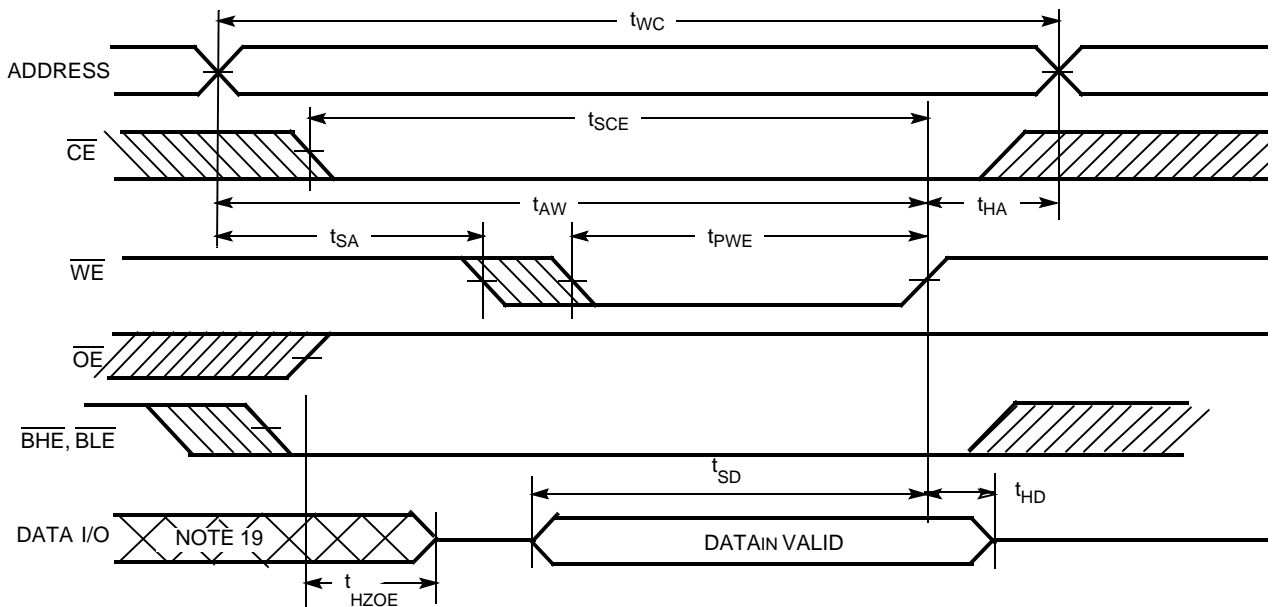 tWC
ADDRESS
tSCE
CE
tAW
tHA
tSA
tPWE
WE
OE
BHE, BLE
tSD
tHD
DATA I/O
NOTE 19
DATAIN VALID
tHZOE